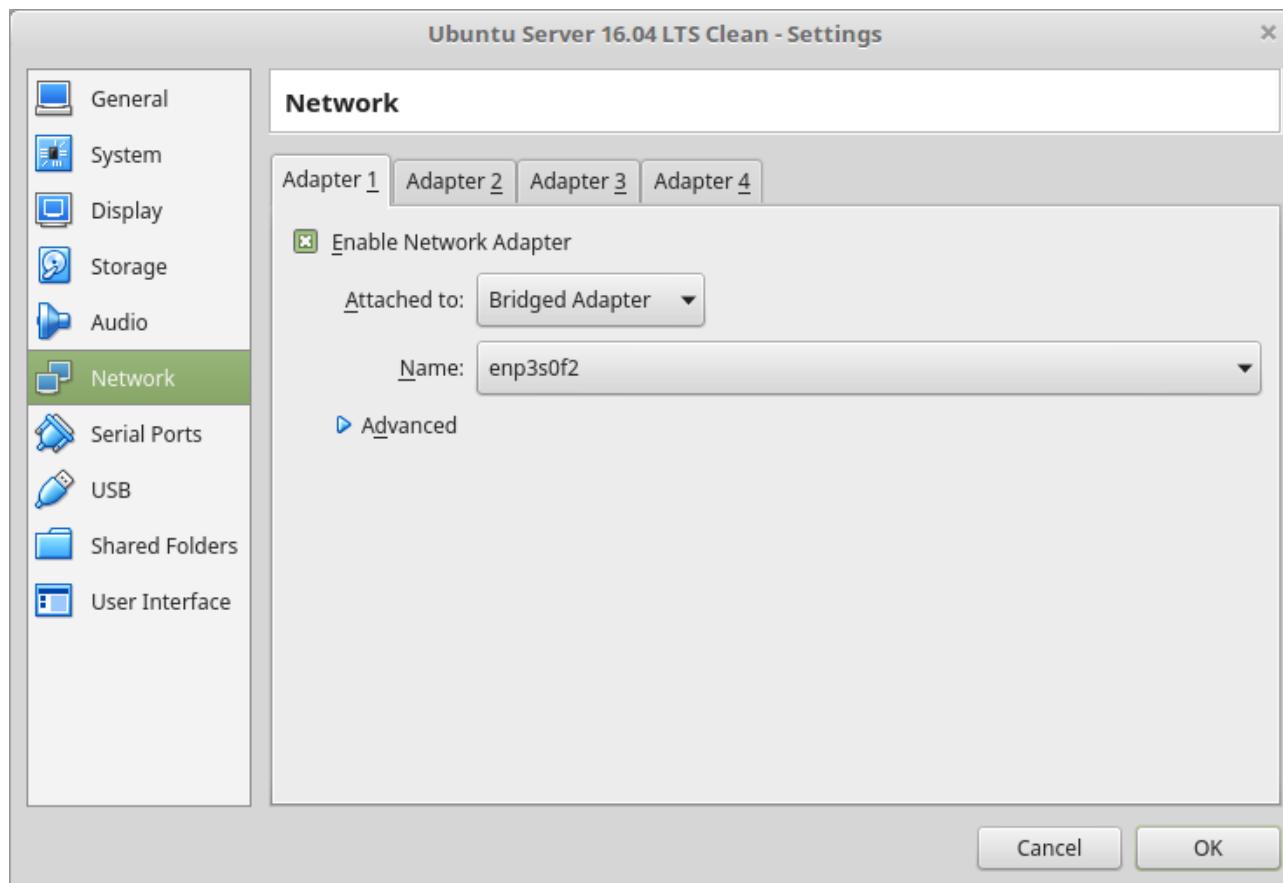 Ubuntu Server 16.04 LTS Clean - Settings
General
System
Display
Storage
Audio
Network
Serial Ports
USB
Shared Folders
User Interface
Network
Adapter 1 Adapter 2 Adapter 3 Adapter 4
Enable Network Adapter
Attached to: Bridged Adapter
Name: enp3s0f2
Advanced
Cancel OK